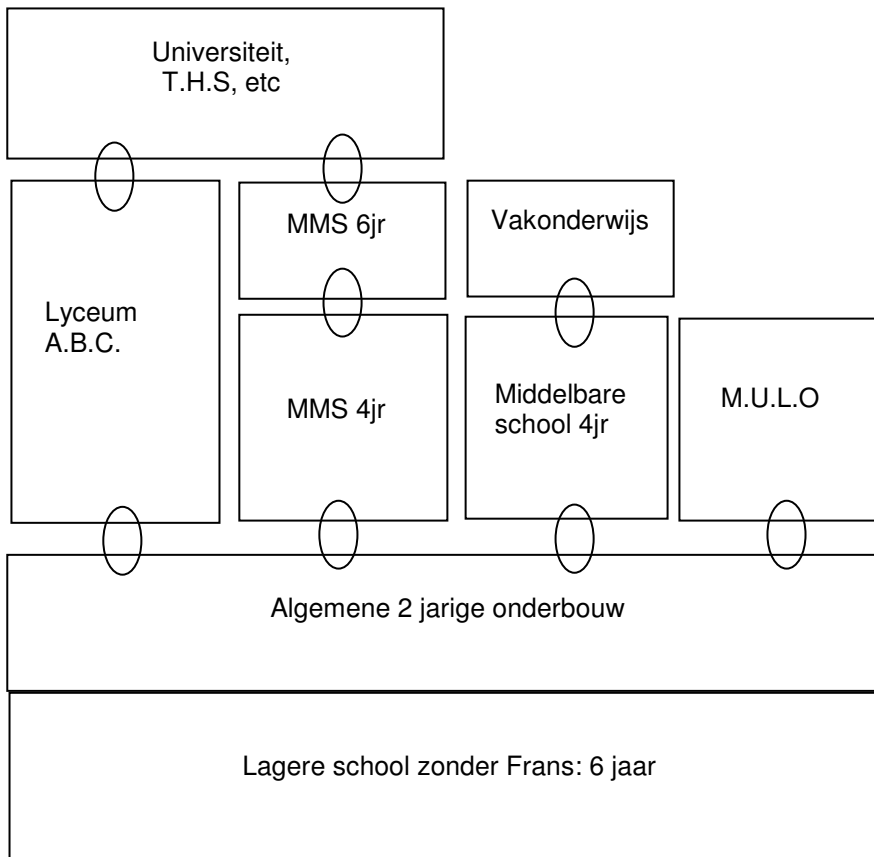 Universiteit,
T.H.S, etc
MMS 6jr
Vakonderwijs
Lyceum
A.B.C.
MMS 4jr
Middelbare
school 4jr
M.U.L.O
Algemene 2 jarige onderbouw
Lagere school zonder Frans: 6 jaar